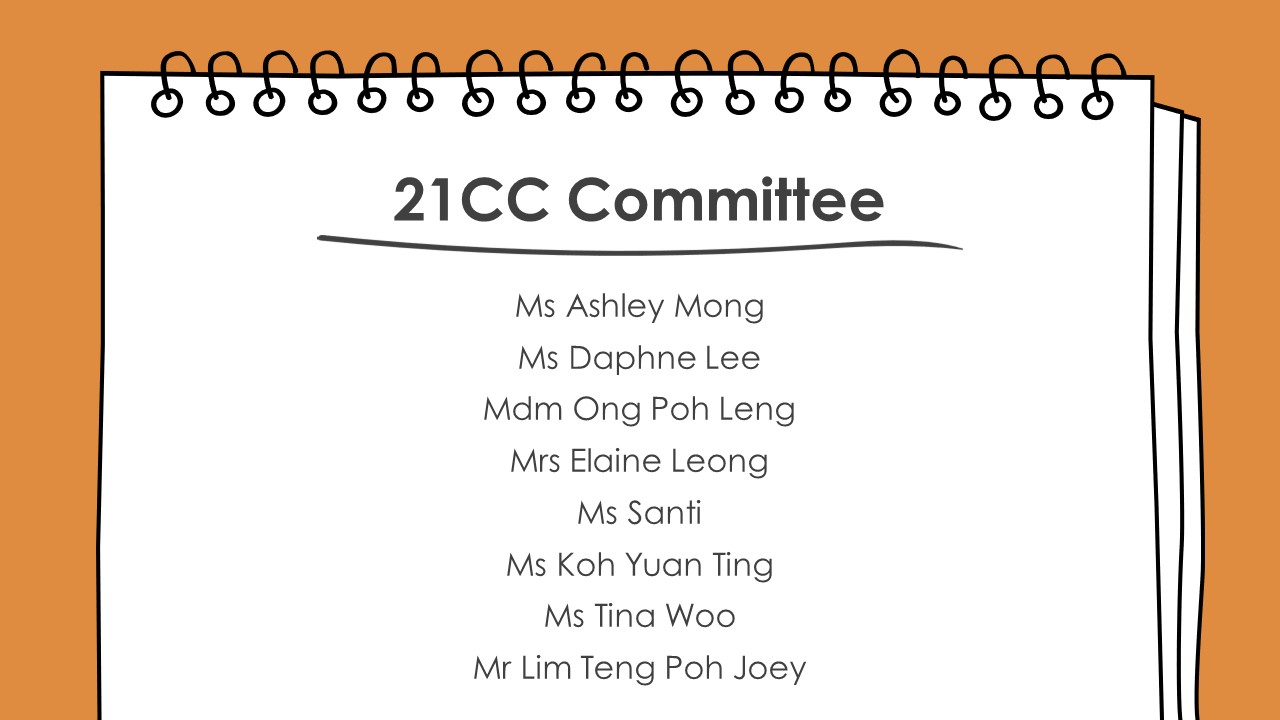 21CC Committee
Ms Ashley Mong
Ms Daphne Lee
Mdm Ong Poh Leng
Mrs Elaine Leong
Ms Santi
Ms Koh Yuan Ting
Ms Tina Woo
Mr Lim Teng Poh Joey